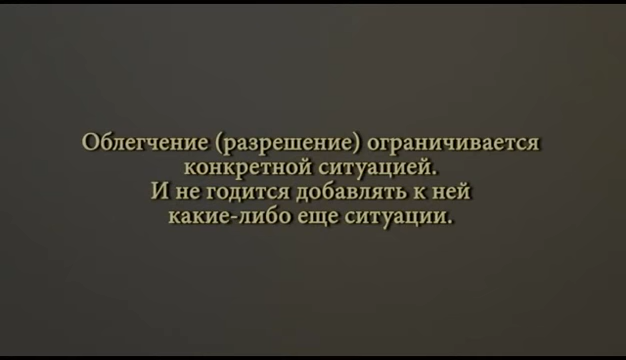 Облегчение (разрешение) ограничивается
конкретной ситуацией.
И не годится добавлять к ней
какие-либо еще ситуации.